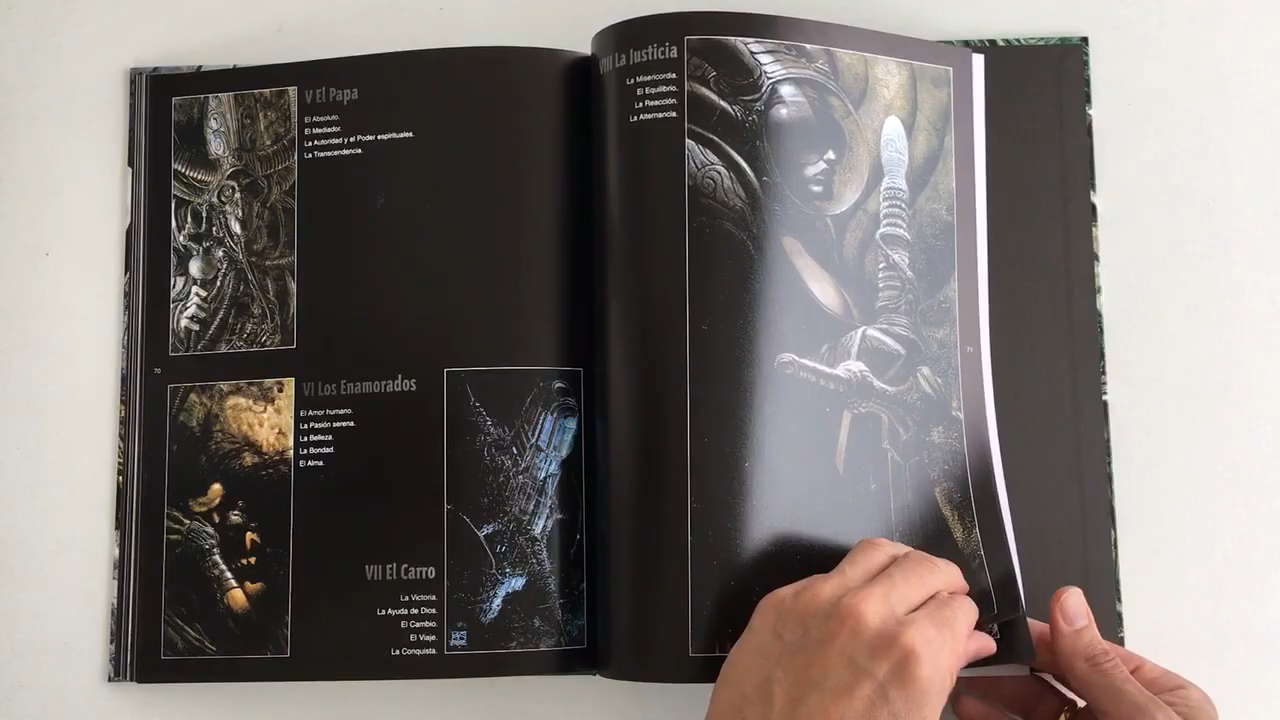 V El Papa
El Absoluto.
El Mediador.
La Autoridad y el Poder espirituales.
La Transcendencia.
70
VI Los Enamorados
El Amor humano.
La Pasión serena.
La Belleza.
La Bondad.
El Alma.
VII El Carro
La Victoria.
La Ayuda de Dios.
El Cambio.
El Viaje.
La Conquista.
VIII La Justicia
La Misericordia.
El Equilibrio.
La Reacción.
La Alternancia.
71